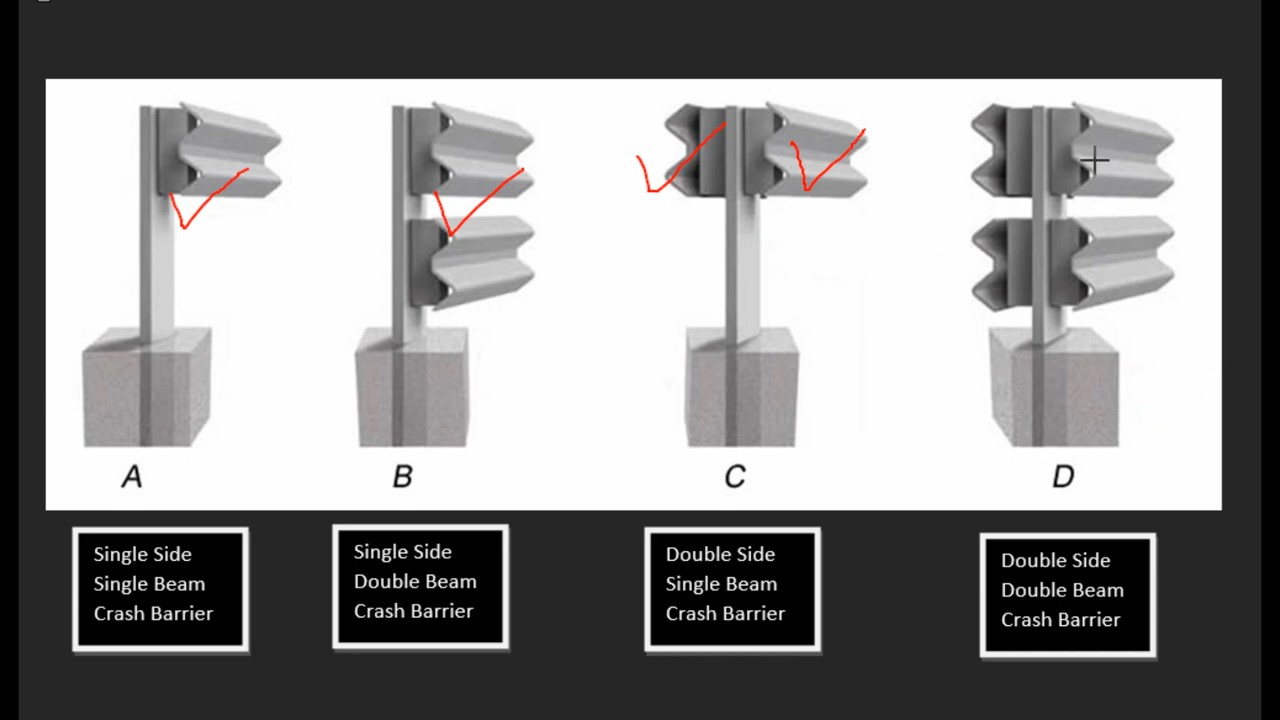 A
B
C
D
Single Side
Single Beam
Crash Barrier
Single Side
Double Beam
Crash Barrier
Double Side
Single Beam
Crash Barrier
Double Side
Double Beam
Crash Barrier